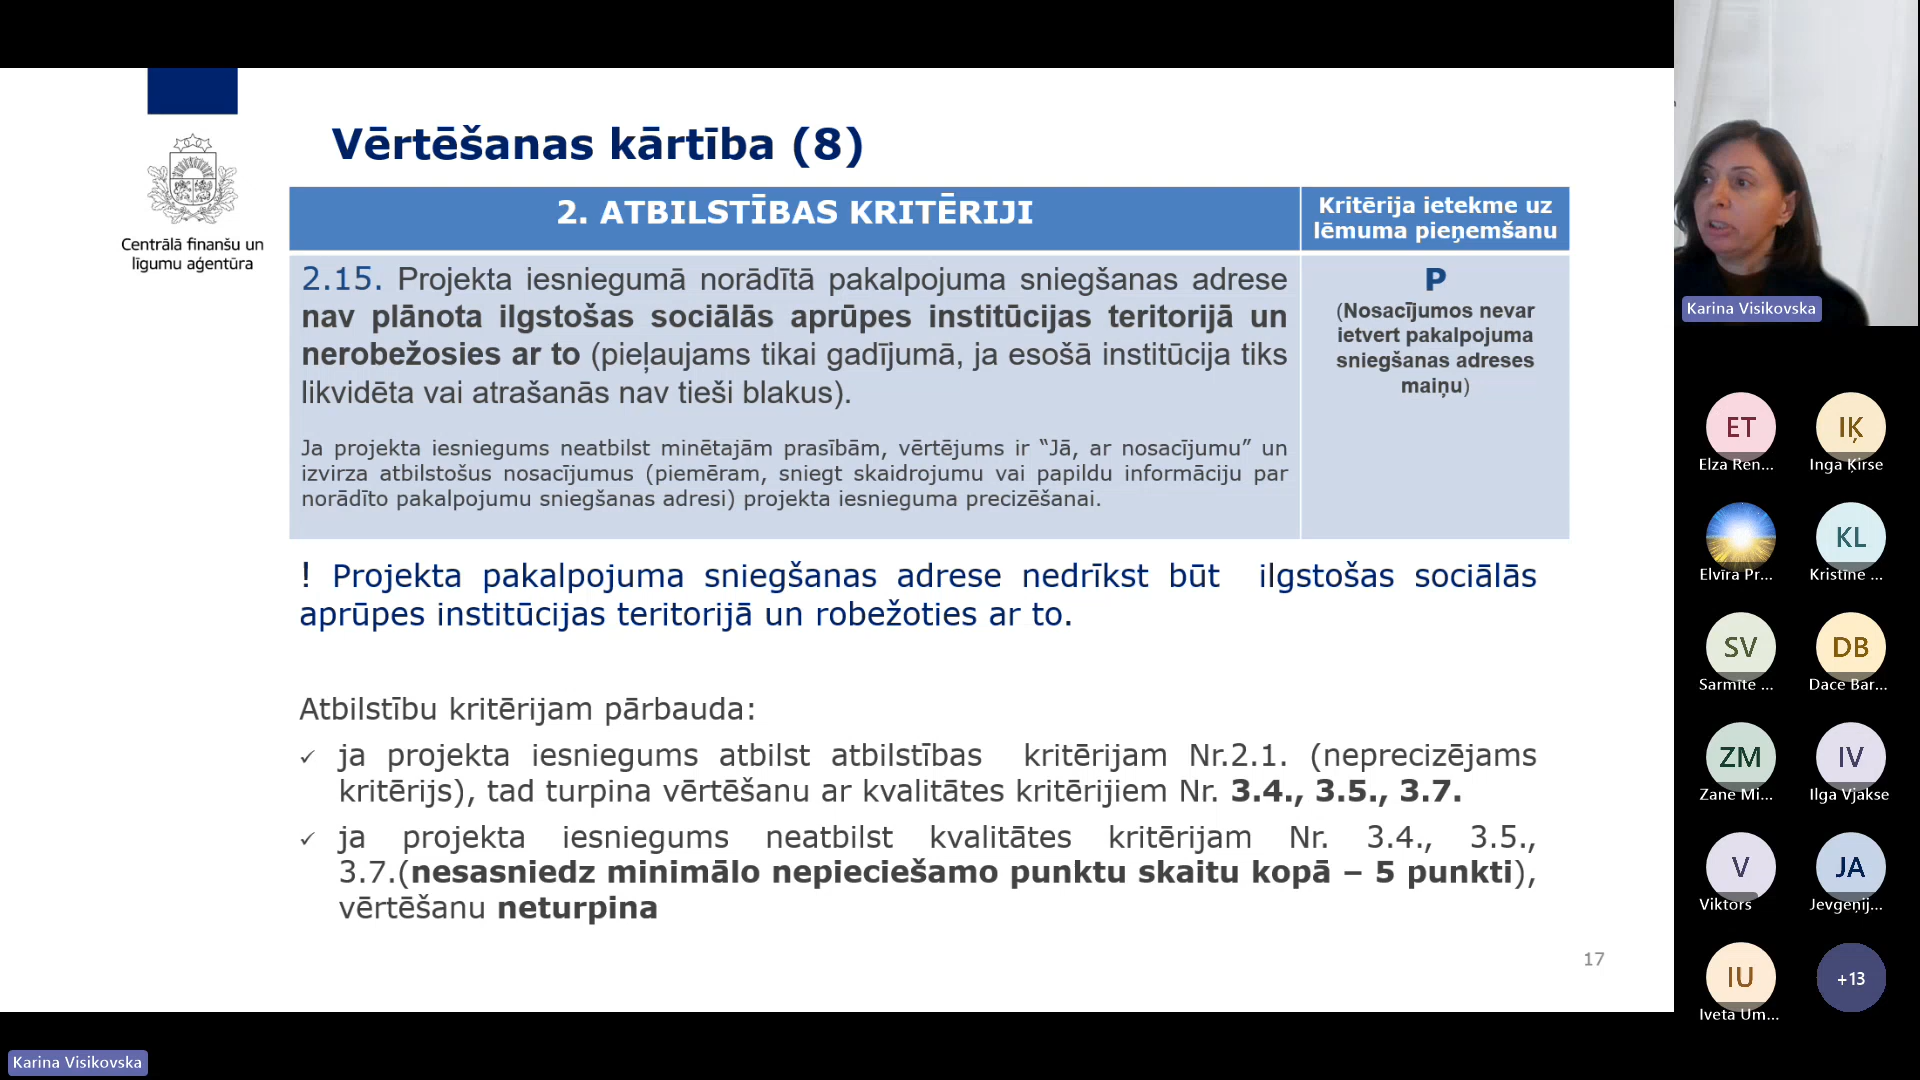 Vērtēšanas kārtība (8)
Centrālā finanšu un
līgumu aģentūra
2. ATBILSTĪBAS KRITĒRIJI
Kritērija ietekme uz
lēmuma pieņemšanu
2.15. Projekta iesniegumā norādītā pakalpojuma sniegšanas adrese
nav plānota ilgstošas sociālās aprūpes institūcijas teritorijā un
nerobežosies ar to (pieļaujams tikai gadījumā, ja esošā institūcija tiks
likvidēta vai atrašanās nav tieši blakus).
Ja projekta iesniegums neatbilst minētajām prasībām, vērtējums ir “Jā, ar nosacījumu” un
izvirza atbilstošus nosacījumus (piemēram, sniegt skaidrojumu vai papildu informāciju par
norādīto pakalpojumu sniegšanas adresi) projekta iesnieguma precizēšanai.
P
(Nosacījumos nevar
ietvert pakalpojuma
sniegšanas adreses
maiņu)
! Projekta pakalpojuma sniegšanas adrese nedrīkst būt ilgstošas sociālās
aprūpes institūcijas teritorijā un robežoties ar to.
Atbilstību kritērijam pārbauda:
✓ ja projekta iesniegums atbilst atbilstības kritērijam Nr.2.1. (neprecizējams
kritērijs), tad turpina vērtēšanu ar kvalitātes kritērijiem Nr. 3.4., 3.5., 3.7.
✓ ja projekta iesniegums neatbilst kvalitātes kritērijam Nr. 3.4., 3.5.,
3.7.(nesasniedz minimālo nepieciešamo punktu skaitu kopā – 5 punkti),
vērtēšanu neturpina
17
Karina Visikovska
Karina Visikovska
ET
Elza Ren...
IĶ
Inga Ķirse
Elvīra Pr...
KL
Kristīne ...
SV
Sarmīte ...
DB
Dace Bar...
ZM
Zane Mi...
IV
Ilga Vjakse
V
Viktors
JA
Jevgeņij...
IU
Iveta Um...
+13